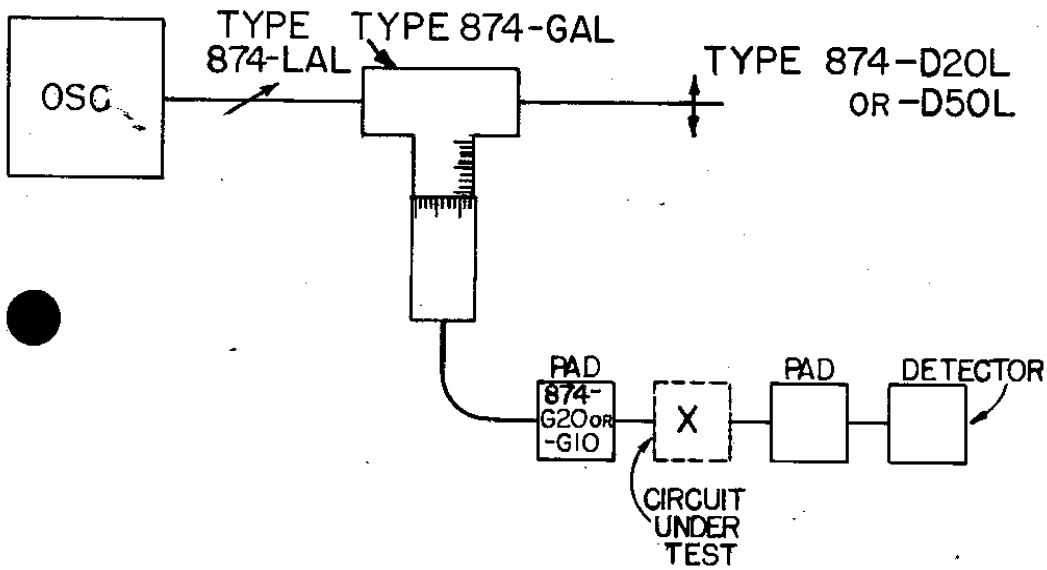 TYPE
874-LAL
TYPE 874-GAL
TYPE 874-D20L
OR -D50L
OSC
PAD
874-
G20 OR
-G10
X
PAD
DETECTOR
CIRCUIT
UNDER
TEST